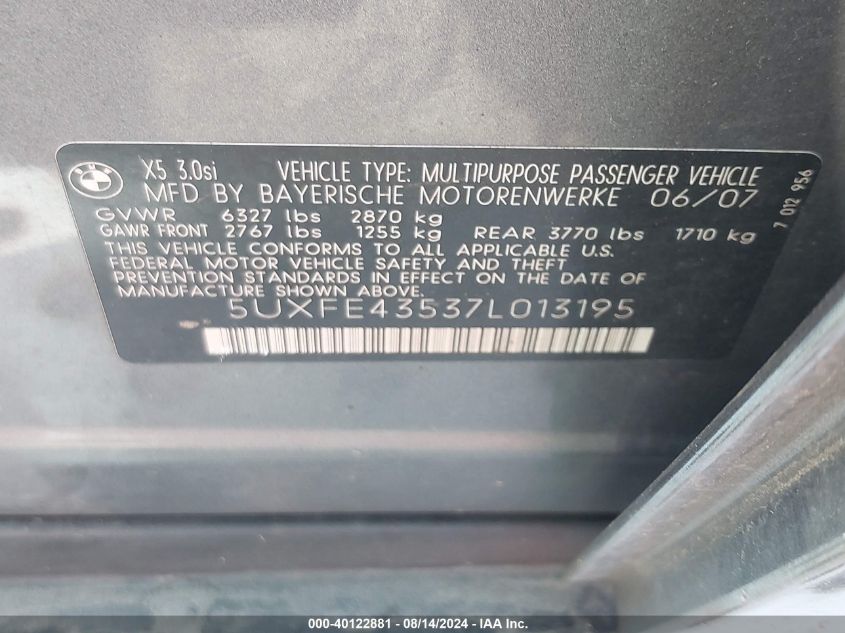 X5 3.0si VEHICLE TYPE: MULTIPURPOSE PASSENGER VEHICLE
MFD BY BAYERISCHE MOTORENWERKE 06/07
GVWR 6327 lbs 2870 kg
GAWR FRONT 2767 lbs 1255 kg REAR 3770 lbs 1710 kg
THIS VEHICLE CONFORMS TO ALL APPLICABLE U.S.
FEDERAL MOTOR VEHICLE SAFETY AND THEFT
PREVENTION STANDARDS IN EFFECT ON THE DATE OF
MANUFACTURE SHOWN ABOVE.
5UXFE43537L013195
7 012 956
000-40122881 - 08/14/2024 - IAA Inc.